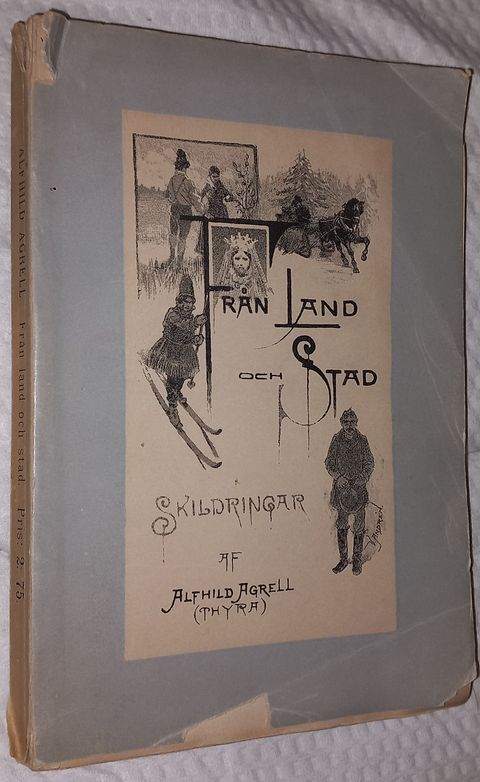 ALFHILD AGRELL Från land och stad. Pris: 2: 75.
FRÅN LAND
OCH STAD
SKILDRINGAR
AF
ALFHILD AGRELL
(THYRA)